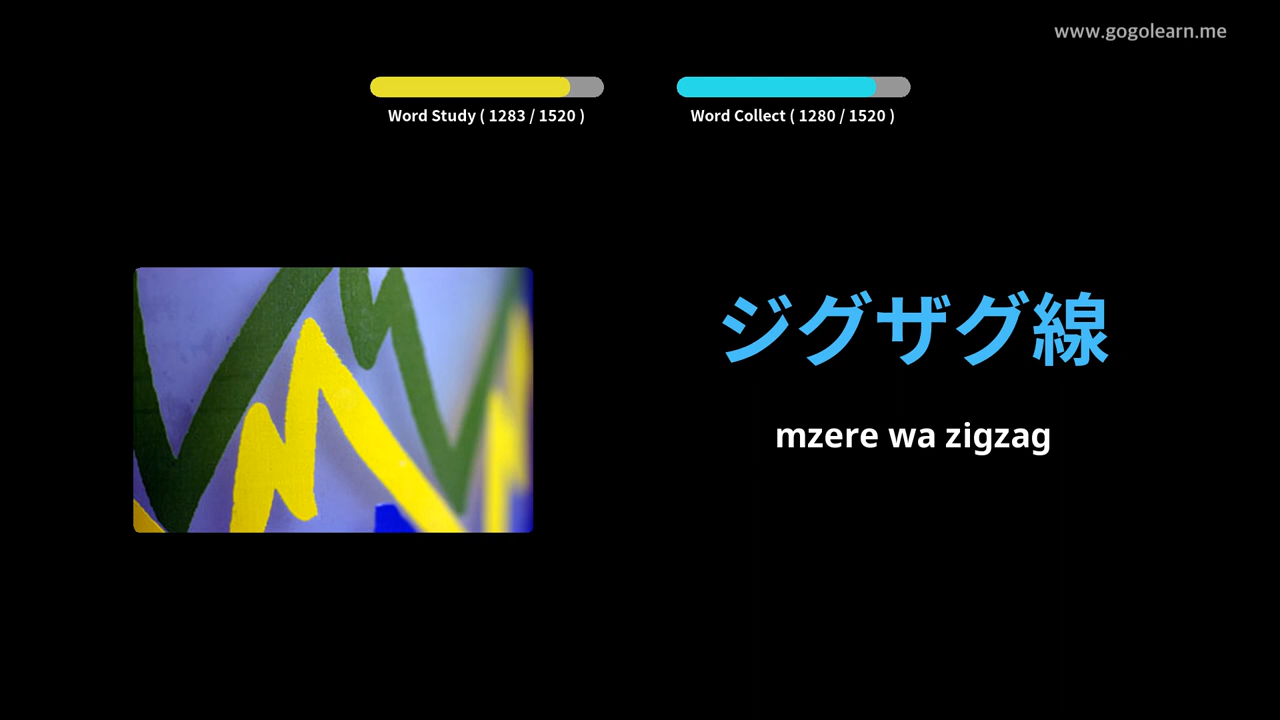 www.gogolearn.me
Word Study ( 1283 / 1520 )
Word Collect ( 1280 / 1520 )
ジグザグ線
mzere wa zigzag